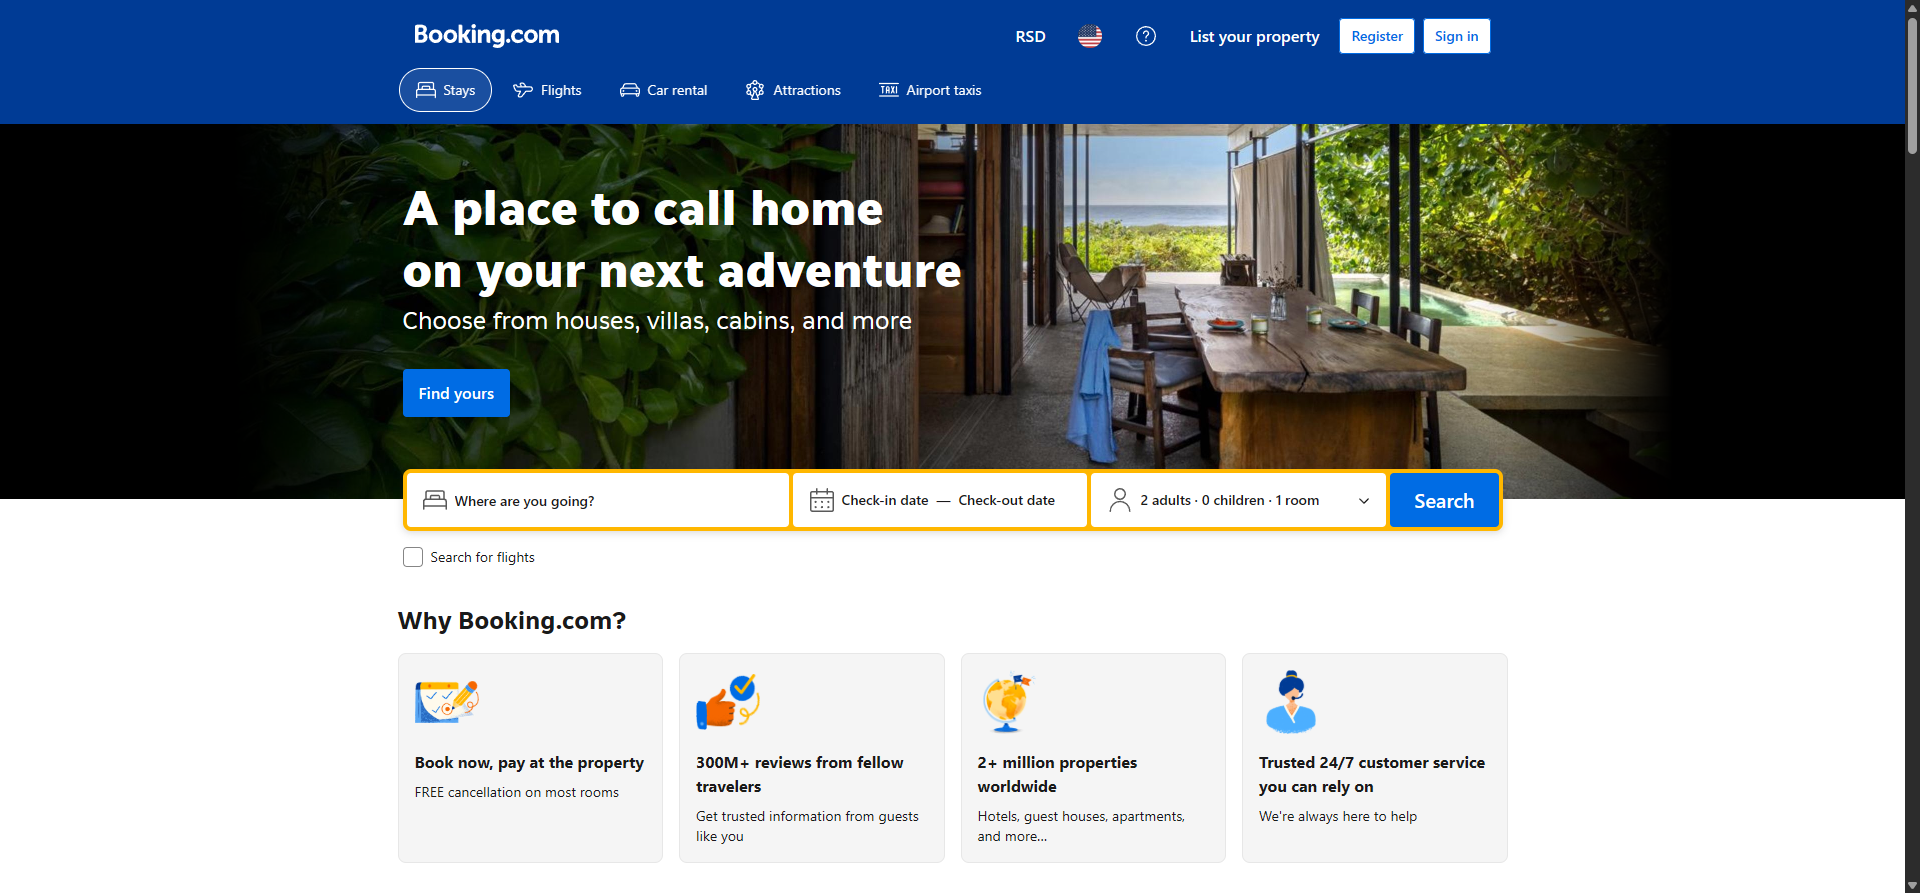 Booking.com
RSD
List your property
Register
Sign in
Stays
Flights
Car rental
Attractions
TAXI
Airport taxis
A place to call home
on your next adventure
Choose from houses, villas, cabins, and more
Find yours
Where are you going?
Check-in date — Check-out date
2 adults · 0 children · 1 room
Search
Search for flights
Why Booking.com?
Book now, pay at the property
FREE cancellation on most rooms
300M+ reviews from fellow
travelers
Get trusted information from guests
like you
2+ million properties
worldwide
Hotels, guest houses, apartments,
and more...
Trusted 24/7 customer service
you can rely on
We're always here to help